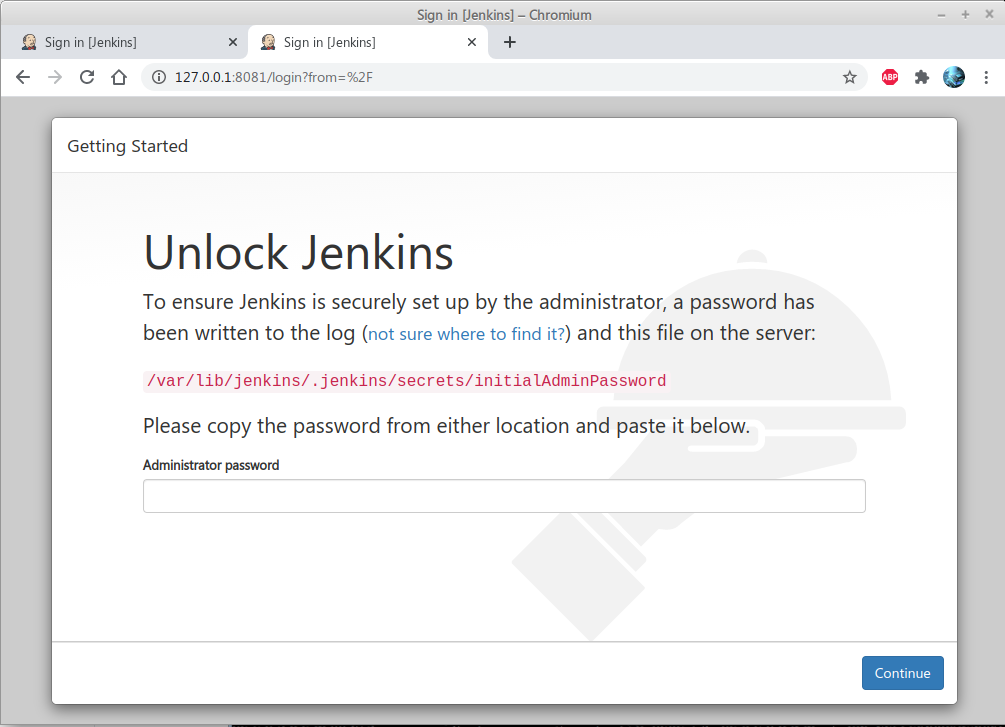 Sign in [Jenkins] – Chromium
Sign in [Jenkins]
Sign in [Jenkins]
127.0.0.1:8081/login?from=%2F
ABP
Getting Started
Unlock Jenkins
To ensure Jenkins is securely set up by the administrator, a password has
been written to the log (not sure where to find it?) and this file on the server:
/var/lib/jenkins/.jenkins/secrets/initialAdminPassword
Please copy the password from either location and paste it below.
Administrator password
Continue